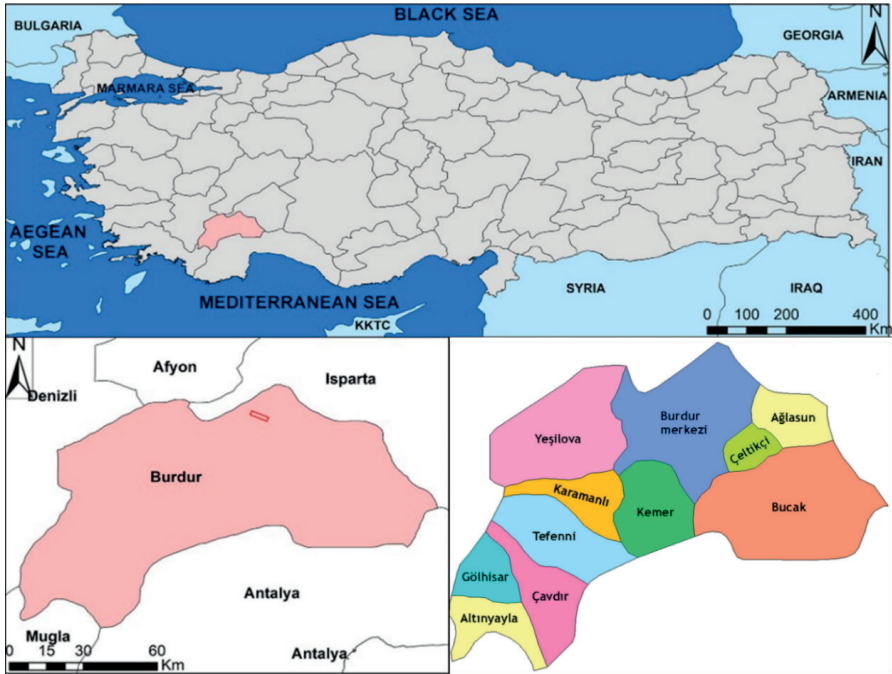 BLACK SEA
BULGARIA
GEORGIA
N
MARMARA SEA
ARMENIA
IRAN
AEGEAN
SEA
MEDITERRANEAN SEA
SYRIA
IRAQ
KKTC
0 100 200 400
Km
N
Afyon
Isparta
Denizli
Burdur
Antalya
Mugla
Antalya
0 15 30 60
Km
Burdur
merkezi
Ağlasun
Yeşilova
Çeltikçi
Karamanlı
Kemer
Bucak
Tefenni
Gölhisar
Çavdır
Altınyayla